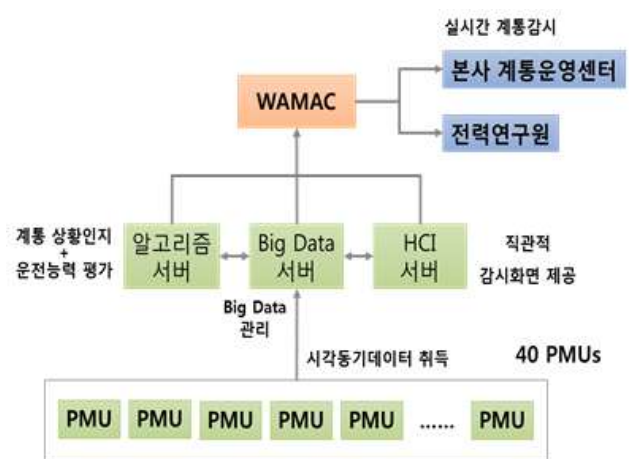 실시간 계통감시
본사 계통운영센터
WAMAC
전력연구원
계통 상황인지
+
운전능력 평가
알고리즘
서버
Big Data
서버
HCI
서버
직관적
감시화면 제공
Big Data
관리
시각동기데이터 취득
40 PMUs
PMU PMU PMU PMU PMU ...... PMU